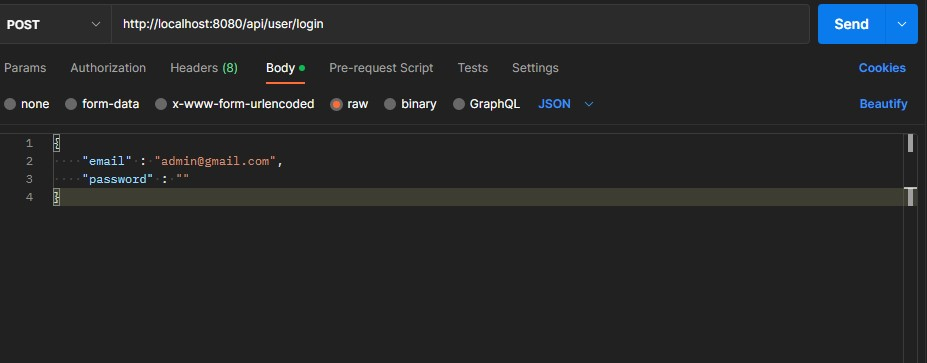 POST http://localhost:8080/api/user/login Send
Params Authorization Headers (8) Body Pre-request Script Tests Settings Cookies
none form-data x-www-form-urlencoded raw binary GraphQL JSON Beautify
1 {
2 "email" : "admin@gmail.com",
3 "password" : ""
4 }